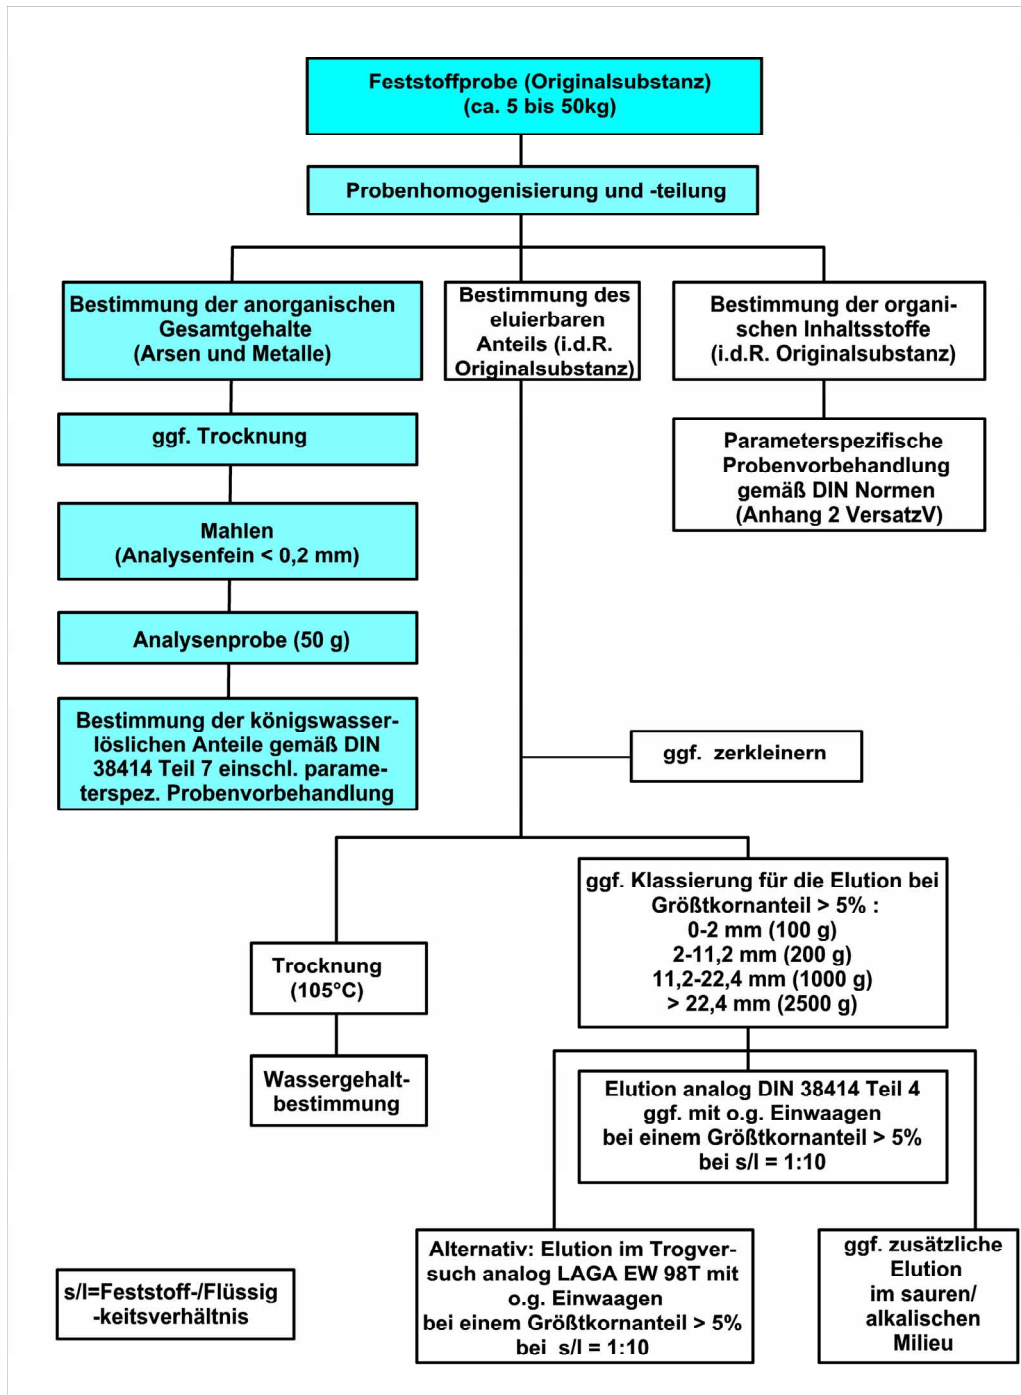 Feststoffprobe (Originalsubstanz)
(ca. 5 bis 50kg)
Probenhomogenisierung und -teilung
Bestimmung der anorganischen
Gesamtgehalte
(Arsen und Metalle)
Bestimmung des
eluierbaren
Anteils (i.d.R.
Originalsubstanz)
Bestimmung der organi-
schen Inhaltsstoffe
(i.d.R. Originalsubstanz)
ggf. Trocknung
Parameterspezifische
Probenvorbehandlung
gemäß DIN Normen
(Anhang 2 VersatzV)
Mahlen
(Analysenfein < 0,2 mm)
Analysenprobe (50 g)
Bestimmung der königswasser-
löslichen Anteile gemäß DIN
38414 Teil 7 einschl. parame-
terspez. Probenvorbehandlung
ggf. zerkleinern
ggf. Klassierung für die Elution bei
Größtkornanteil > 5% :
0-2 mm (100 g)
2-11,2 mm (200 g)
11,2-22,4 mm (1000 g)
> 22,4 mm (2500 g)
Trocknung
(105°C)
Wassergehalt-
bestimmung
Elution analog DIN 38414 Teil 4
ggf. mit o.g. Einwaagen
bei einem Größtkornanteil > 5%
bei s/l = 1:10
Alternativ: Elution im Trogver-
such analog LAGA EW 98T mit
o.g. Einwaagen
bei einem Größtkornanteil > 5%
bei s/l = 1:10
ggf. zusätzliche
Elution
im sauren/
alkalischen
Milieu
s/l=Feststoff-/Flüssig
-keitsverhältnis